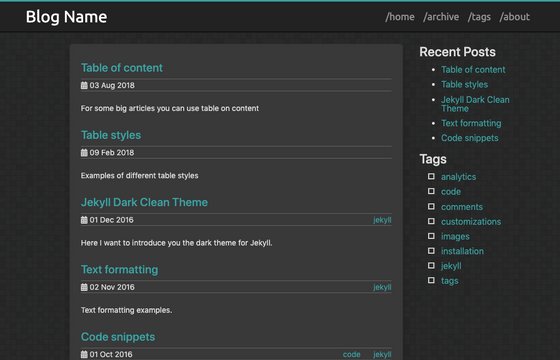 Blog Name
/home /archive /tags /about
Table of content
03 Aug 2018
For some big articles you can use table on content
Table styles
09 Feb 2018
Examples of different table styles
Jekyll Dark Clean Theme
01 Dec 2016 jekyll
Here I want to introduce you the dark theme for Jekyll.
Text formatting
02 Nov 2016 jekyll
Text formatting examples.
Code snippets
01 Oct 2016 code jekyll
Recent Posts
Table of content
Table styles
Jekyll Dark Clean
Theme
Text formatting
Code snippets
Tags
analytics
code
comments
customizations
images
installation
jekyll
tags